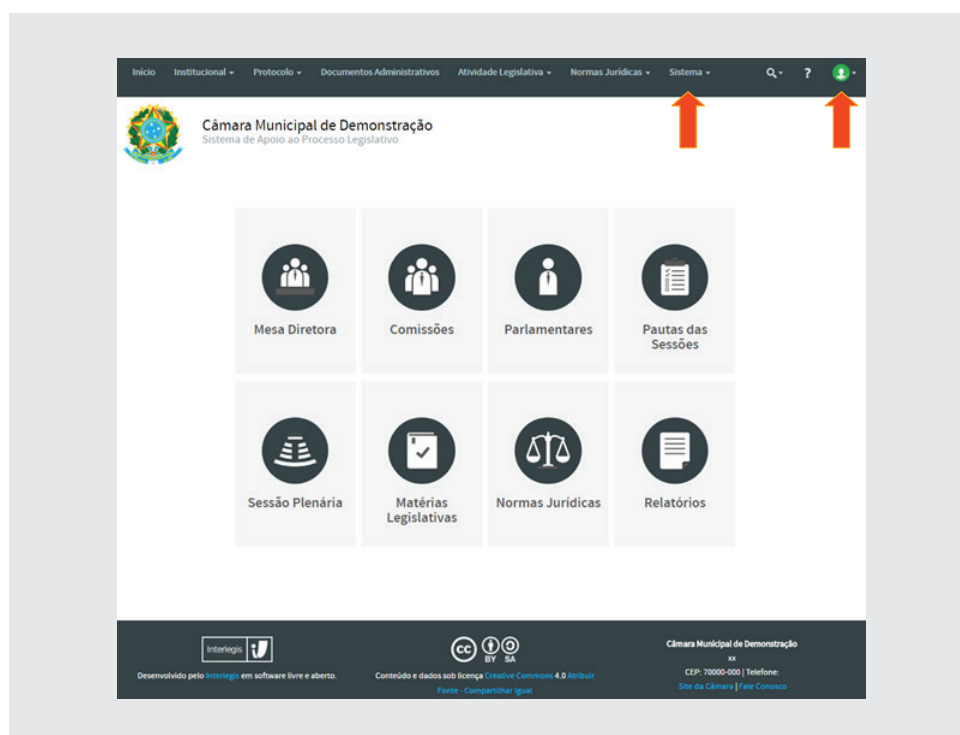 Início Institucional Protocolo Documentos Administrativos Atividade Legislativa Normas Jurídicas Sistema ?
Câmara Municipal de Demonstração
Sistema de Apoio ao Processo Legislativo
Mesa Diretora
Comissões
Parlamentares
Pautas das
Sessões
Sessão Plenária
Matérias
Legislativas
Normas Jurídicas
Relatórios
Interlegis
Desenvolvido pelo Interlegis em software livre e aberto.
cc BY SA
Conteúdo e dados sob licença Creative Commons 4.0 Atribuir
Fonte - Compartilhar Igual
Câmara Municipal de Demonstração
xx
CEP: 70000-000 | Telefone:
Site da Câmara | Fale Conosco